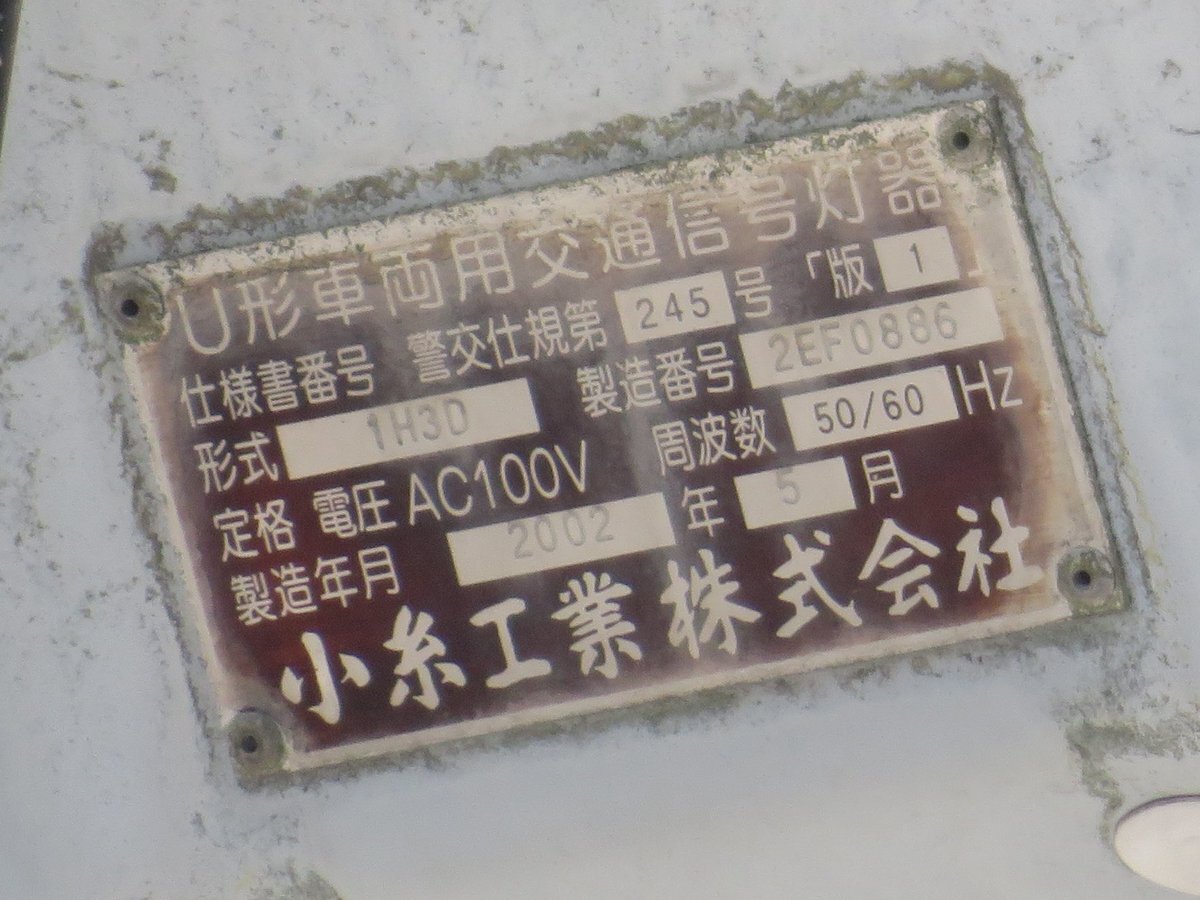 U形車両用交通信号灯器
仕様書番号 警交仕規第 245 号「版 1 」
形式 1H3D 製造番号 2EF0886
定格 電圧 AC100V 周波数 50/60 Hz
製造年月 2002 年 5 月
小糸工業株式会社